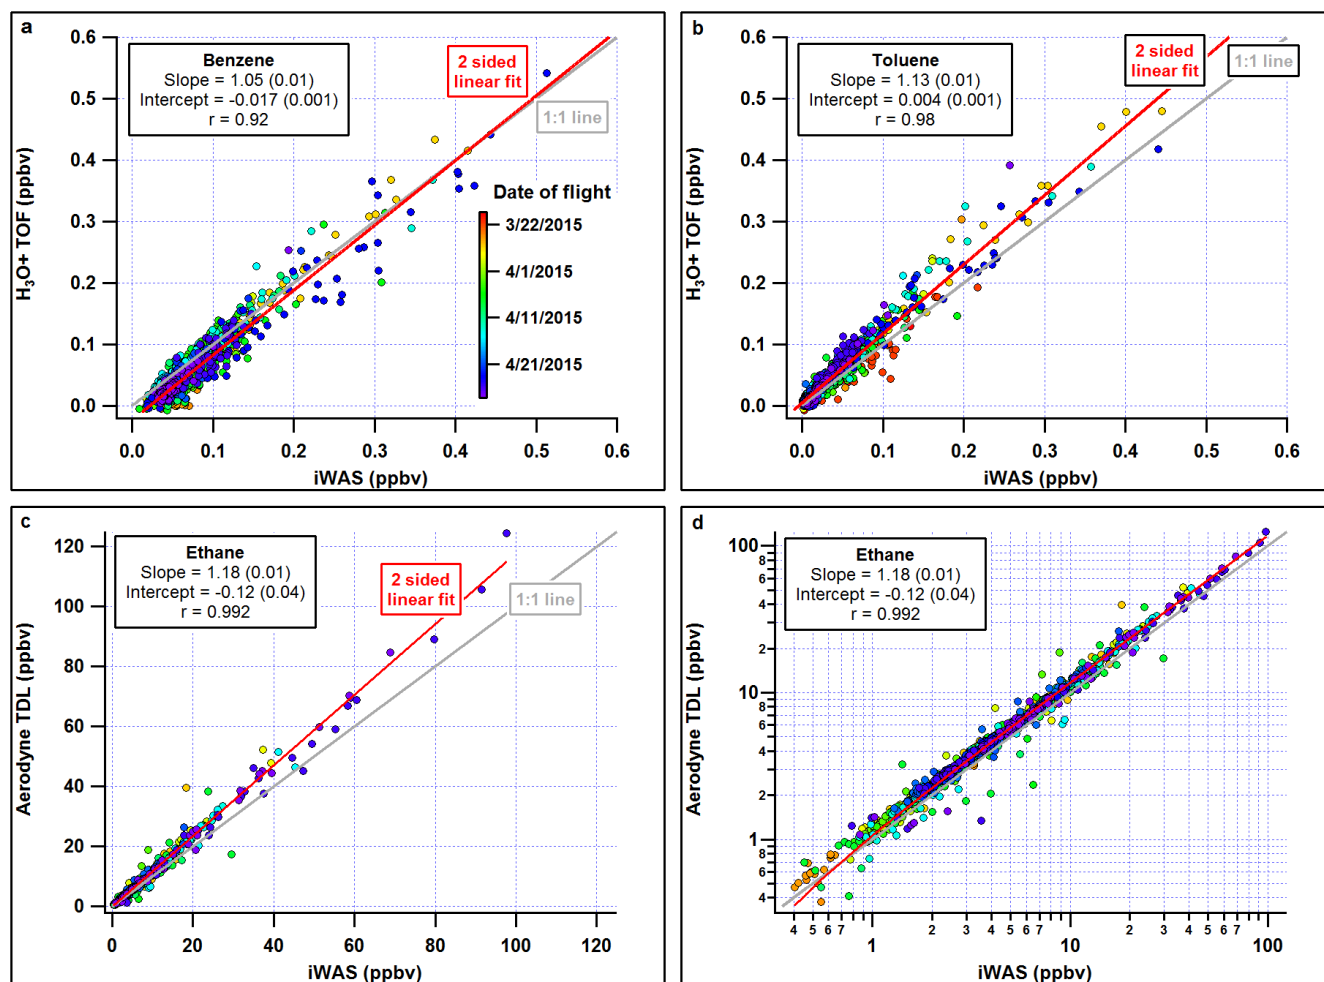 a
0.6
0.5
0.4
0.3
0.2
0.1
0.0
H3O+ TOF (ppbv)
Benzene
Slope = 1.05 (0.01)
Intercept = -0.017 (0.001)
r = 0.92
2 sided
linear fit
1:1 line
Date of flight
3/22/2015
4/1/2015
4/11/2015
4/21/2015
0.0 0.1 0.2 0.3 0.4 0.5 0.6
iWAS (ppbv)
b
0.6
0.5
0.4
0.3
0.2
0.1
0.0
H3O+ TOF (ppbv)
Toluene
Slope = 1.13 (0.01)
Intercept = 0.004 (0.001)
r = 0.98
2 sided
linear fit
1:1 line
0.0 0.1 0.2 0.3 0.4 0.5 0.6
iWAS (ppbv)
c
120
100
80
60
40
20
0
Aerodyne TDL (ppbv)
Ethane
Slope = 1.18 (0.01)
Intercept = -0.12 (0.04)
r = 0.992
2 sided
linear fit
1:1 line
0 20 40 60 80 100 120
iWAS (ppbv)
d
100
8
6
4
2
10
8
6
4
2
1
8
6
4
Aerodyne TDL (ppbv)
Ethane
Slope = 1.18 (0.01)
Intercept = -0.12 (0.04)
r = 0.992
4 5 6 7 1 2 3 4 5 6 7 10 2 3 4 5 6 7 100
iWAS (ppbv)